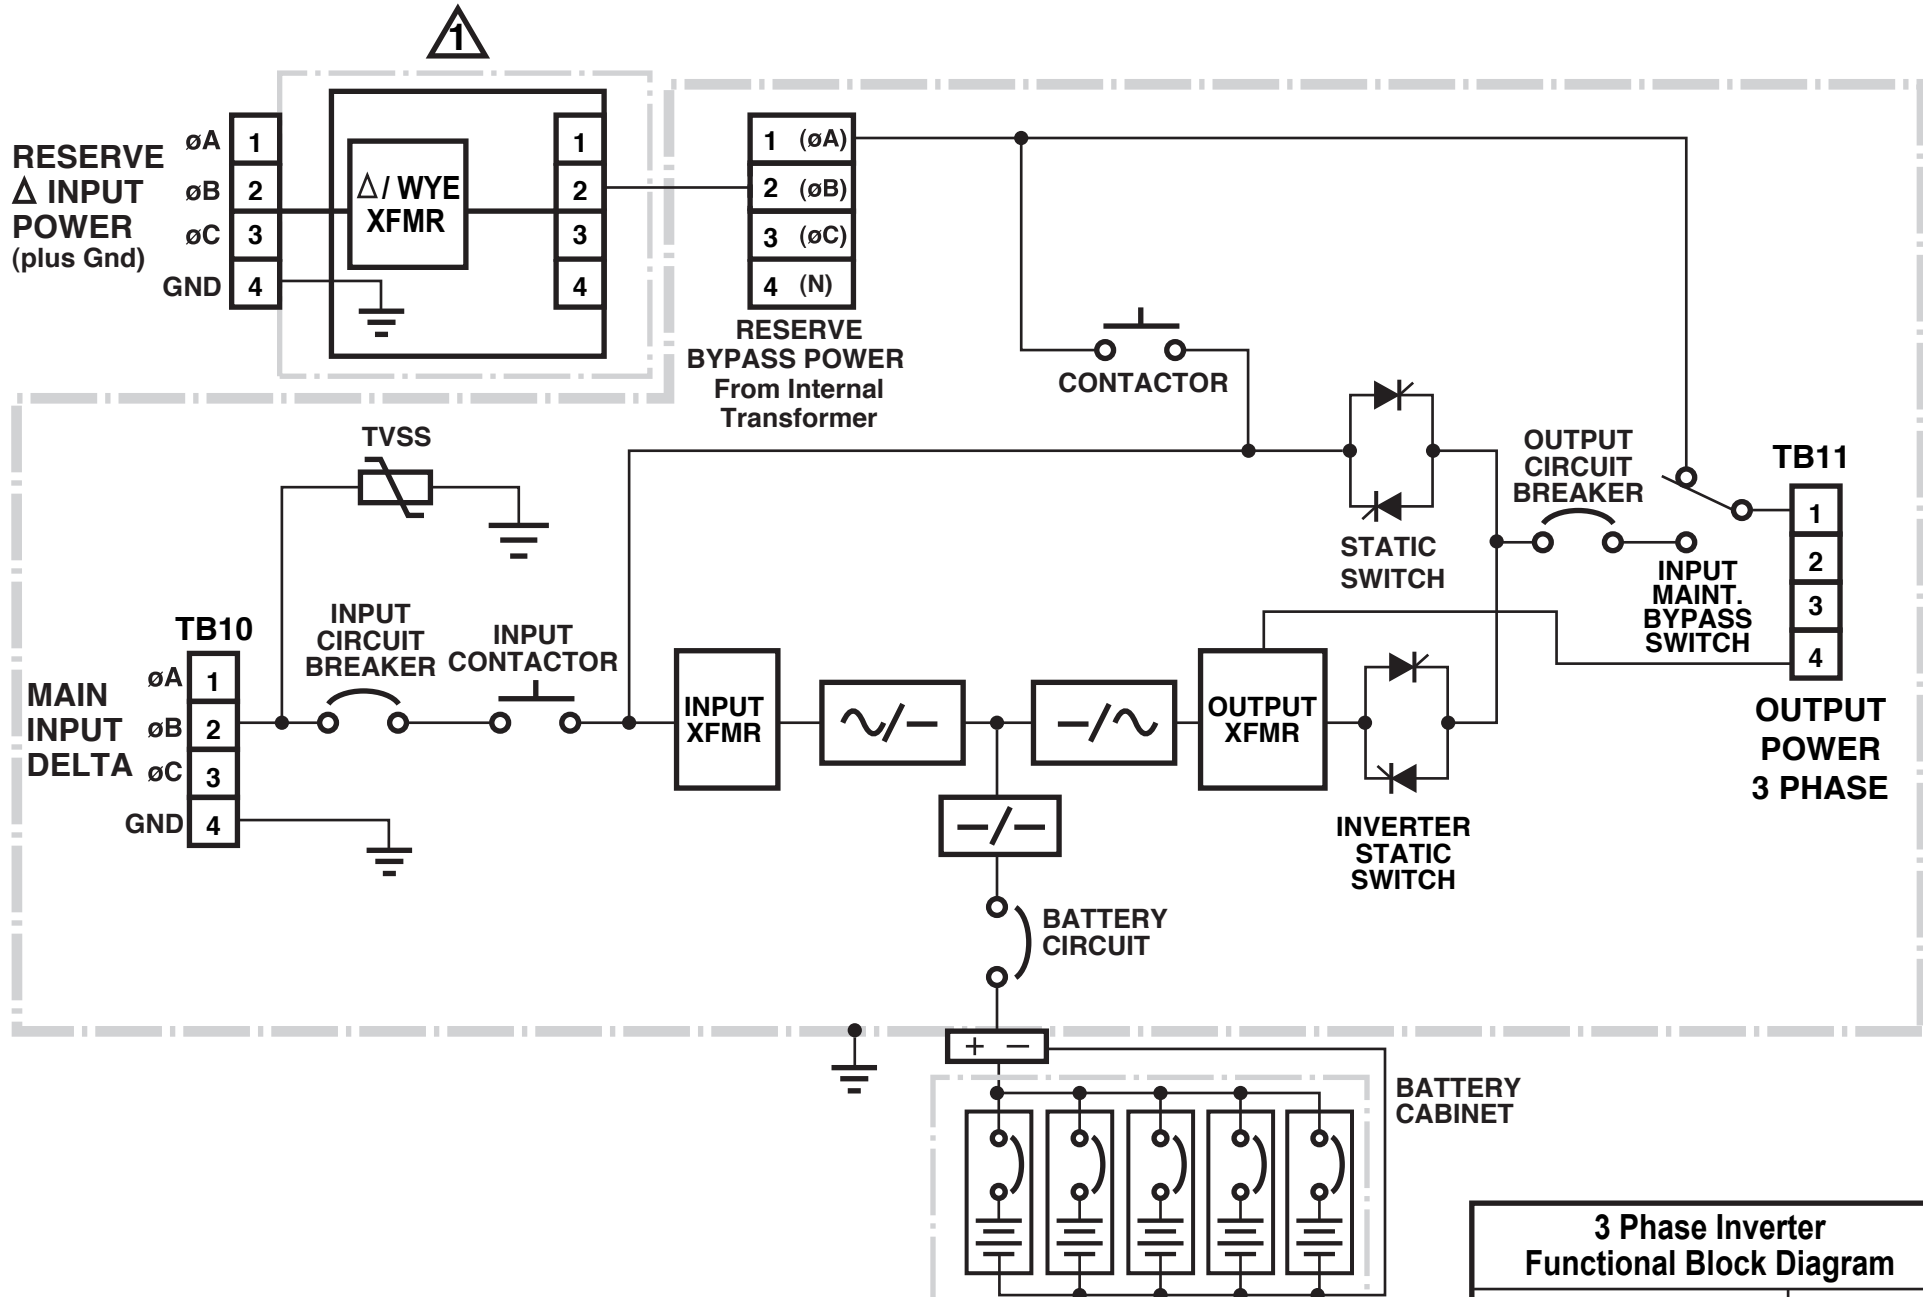 1
RESERVE
Δ INPUT
POWER
(plus Gnd)
øA
øB
øC
GND
1
2
3
4
Δ/ WYE
XFMR
1
2
3
4
1 (øA)
2 (øB)
3 (øC)
4 (N)
RESERVE
BYPASS POWER
From Internal
Transformer
CONTACTOR
TVSS
STATIC
SWITCH
OUTPUT
CIRCUIT
BREAKER
INPUT
MAINT.
BYPASS
SWITCH
TB11
1
2
3
4
OUTPUT
POWER
3 PHASE
TB10
MAIN
INPUT
DELTA
øA
øB
øC
GND
1
2
3
4
INPUT
CIRCUIT
BREAKER
INPUT
CONTACTOR
INPUT
XFMR
∿/−
−/∿
OUTPUT
XFMR
INVERTER
STATIC
SWITCH
−/−
BATTERY
CIRCUIT
+ −
BATTERY
CABINET
3 Phase Inverter
Functional Block Diagram